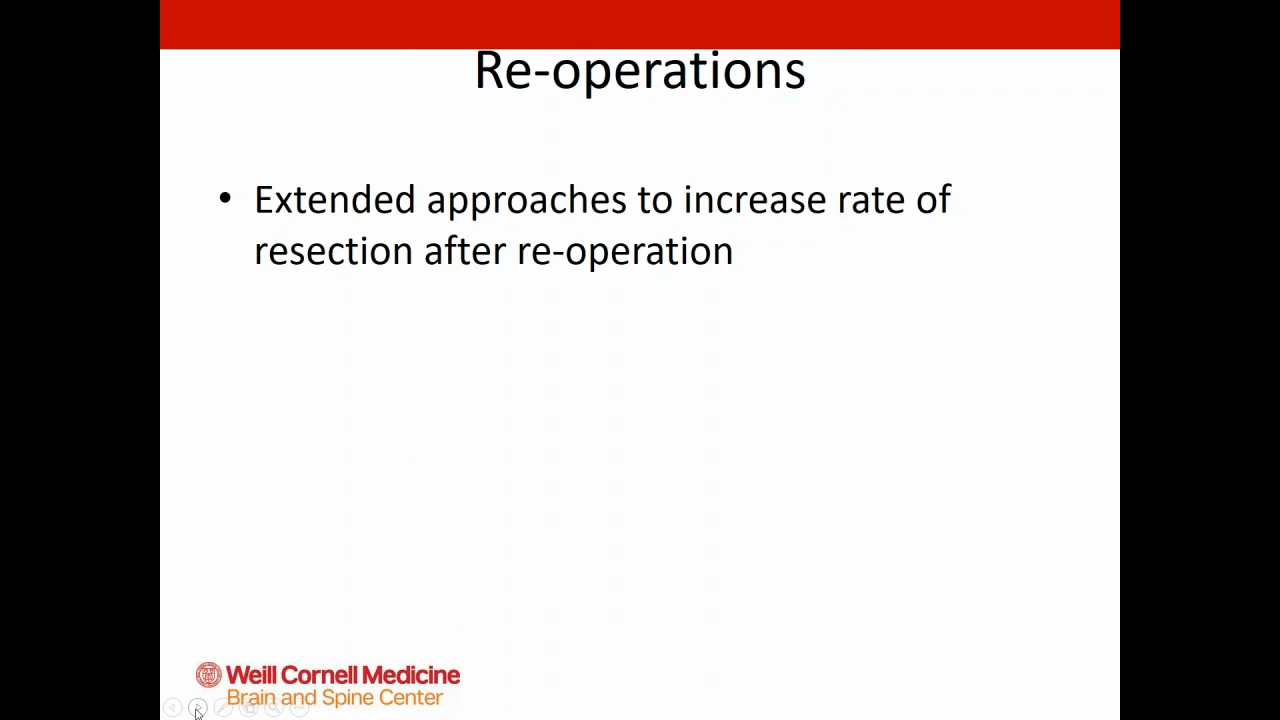 Re-operations
• Extended approaches to increase rate of
resection after re-operation
Weill Cornell Medicine
Brain and Spine Center